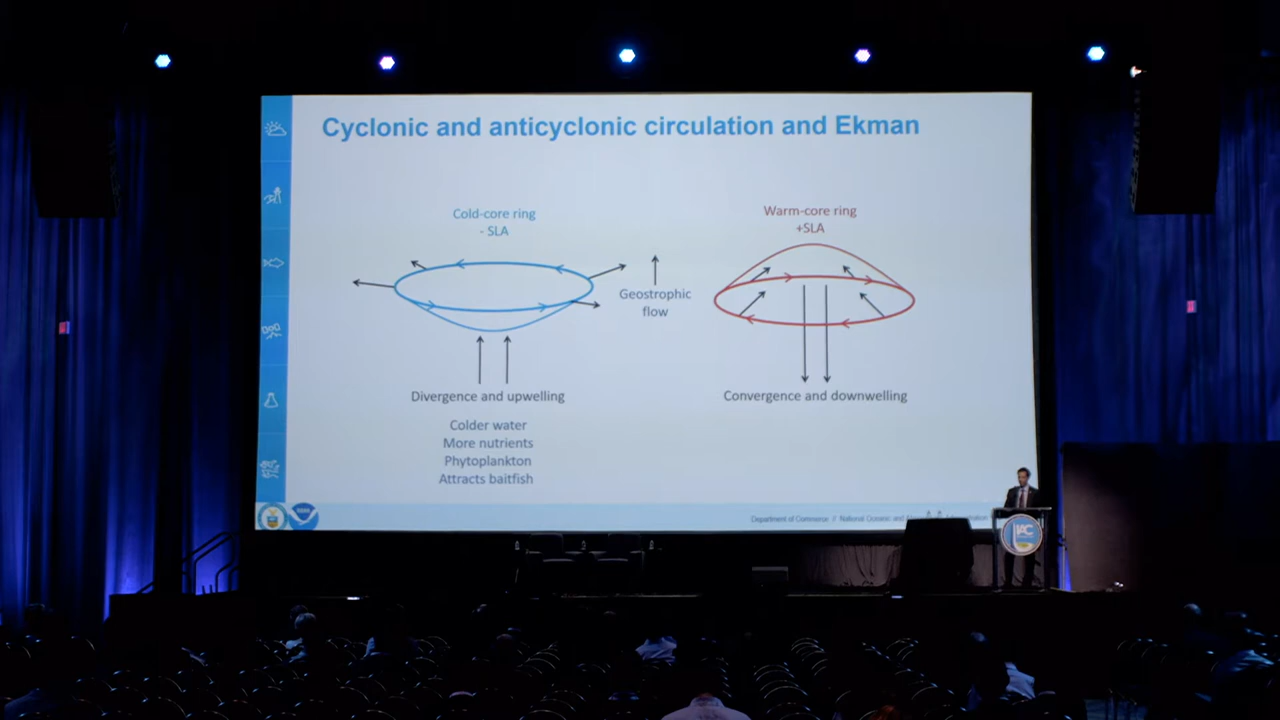 Cyclonic and anticyclonic circulation and Ekman
Cold-core ring
- SLA
Warm-core ring
+SLA
Geostrophic
flow
Divergence and upwelling
Convergence and downwelling
Colder water
More nutrients
Phytoplankton
Attracts baitfish
Department of Commerce // National Oceanic and
IAC